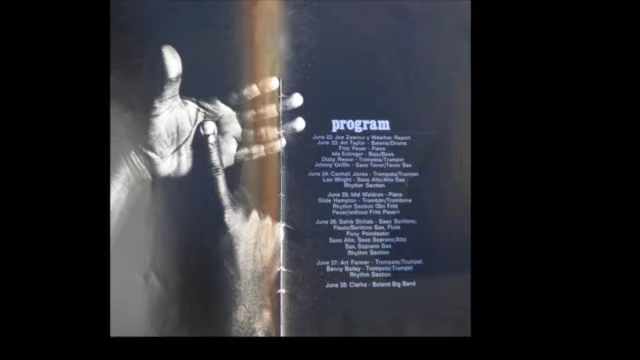 program
June 22: Joe Zawinul y Weather Report
June 23: Art Taylor - Bateria/Drums
Fritz Pauer - Piano
Isla Eckinger - Bajo/Bass
Dizzy Reece - Trompeta/Trumpet
Johnny Griffin - Saxo Tenor/Tenor Sax
June 24: Carmell Jones - Trompeta/Trumpet
Leo Wright - Saxo Alto/Alto Sax
Rhythm Section
June 25: Mal Waldron - Piano
Slide Hampton - Trombón/Trombone
Rhythm Section (Sin Fritz
Pauer/without Fritz Pauer)
June 26: Sahib Shihab - Saxo Baritono,
Flauta/Baritone Sax, Flute
Pony Poindexter
Saxo Alto, Saxo Soprano/Alto
Sax, Soprano Sax
Rhythm Section
June 27: Art Farmer - Trompeta/Trumpet
Benny Bailey - Trompeta/Trumpet
Rhythm Section
June 28: Clarke - Boland Big Band